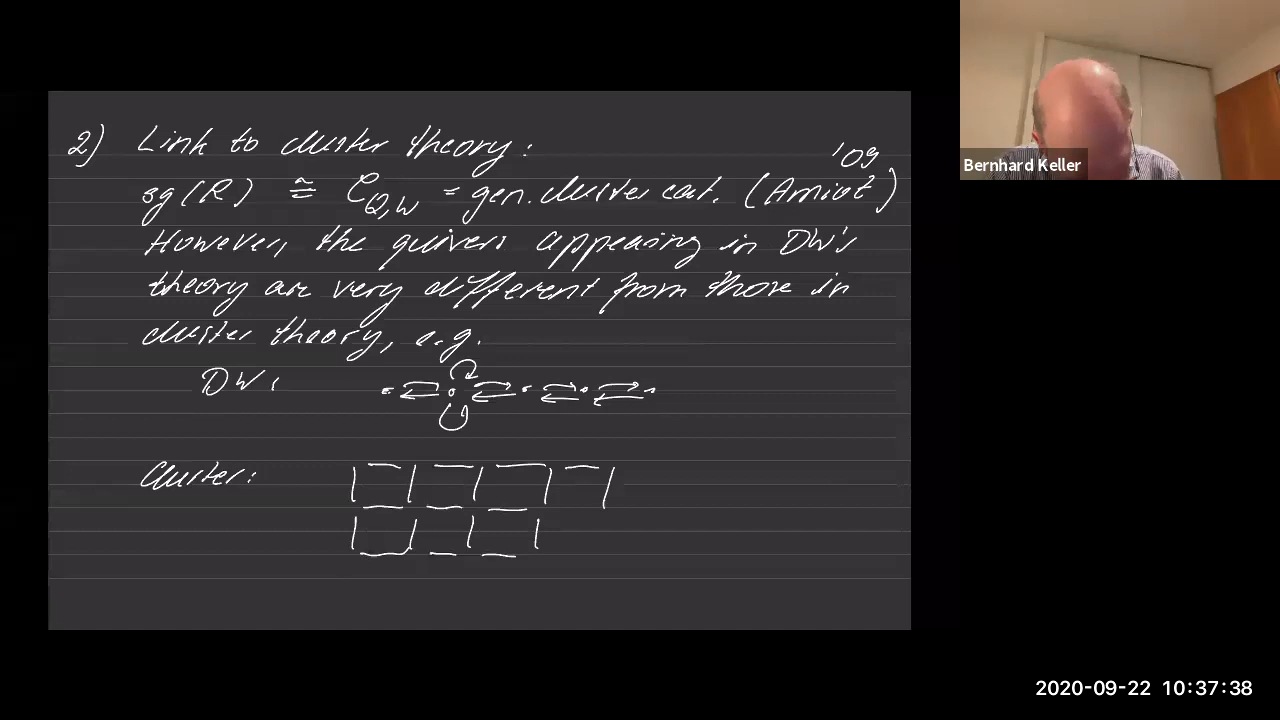 2) Link to cluster theory:
109
sg(R) ≅ C_{Q,W} = gen. cluster cat. (Amiot)
However, the quivers appearing in DW's
theory are very different from those in
cluster theory, e.g.
DW:
Cluster:
Bernhard Keller
2020-09-22 10:37:38